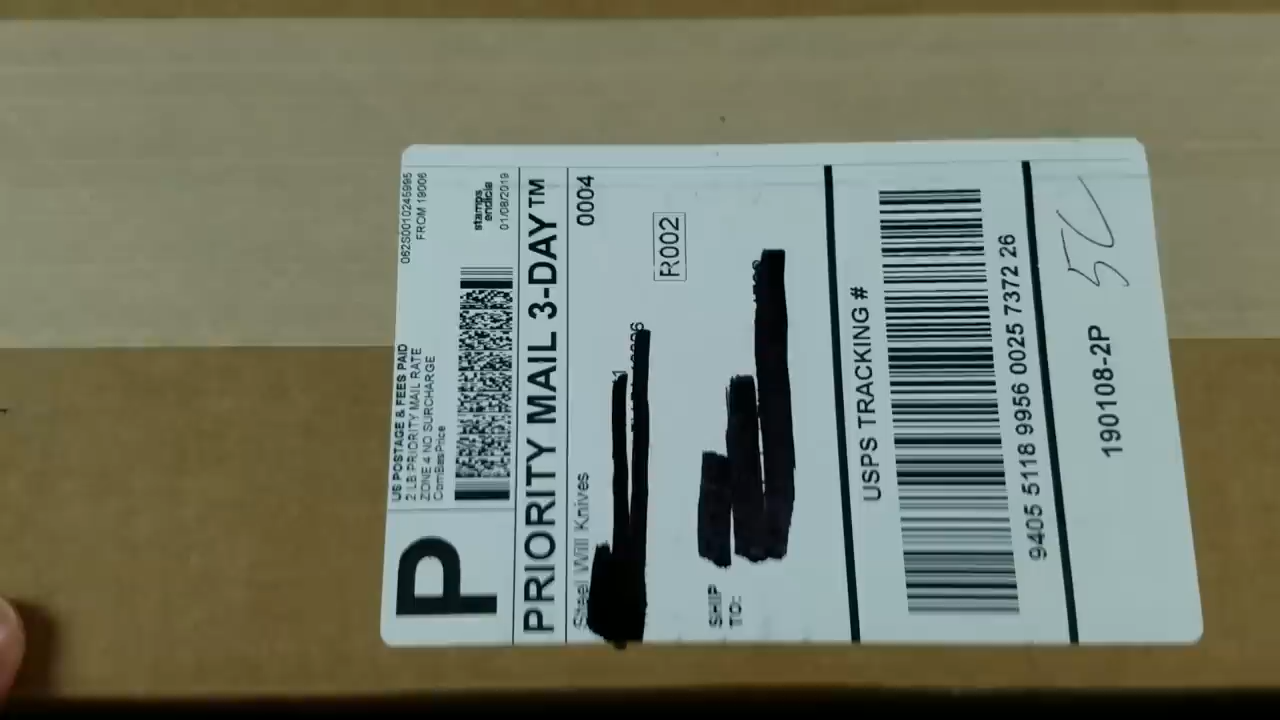 P
US POSTAGE & FEES PAID
2 LB PRIORITY MAIL RATE
ZONE 4 NO SURCHARGE
ComBasPrice
062S0010245995
FROM 19006
stamps
endicia
01/08/2019
PRIORITY MAIL 3-DAY™
Steel Will Knives
0004
R002
SHIP
TO:
USPS TRACKING #
9405 5118 9956 0025 7372 26
190108-2P